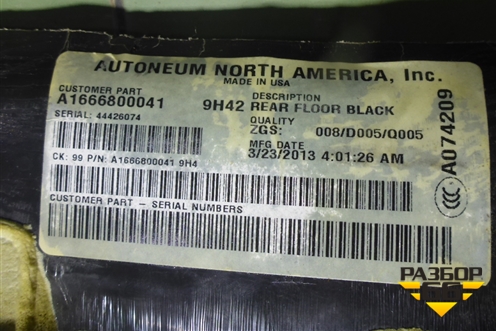 AUTONEUM NORTH AMERICA, Inc.
MADE IN USA
CUSTOMER PART
A1666800041
DESCRIPTION
9H42 REAR FLOOR BLACK
SERIAL: 44426074
QUALITY
ZGS: 008/D005/Q005
MFG DATE
3/23/2013 4:01:26 AM
CK: 99 P/N: A1666800041 9H4
CUSTOMER PART - SERIAL NUMBERS
A074209
CCC
РАЗБОР